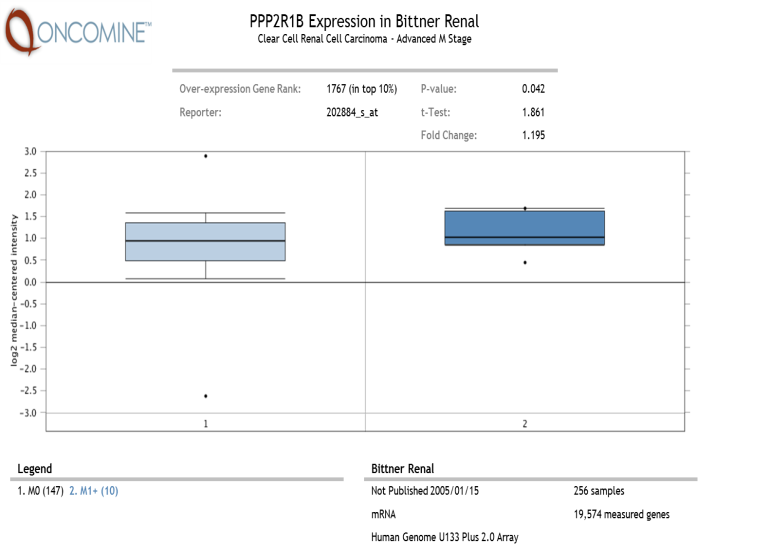 ONCOMINE™
PPP2R1B Expression in Bittner Renal
Clear Cell Renal Cell Carcinoma - Advanced M Stage
Over-expression Gene Rank: 1767 (in top 10%) P-value: 0.042
Reporter: 202884_s_at t-Test: 1.861
Fold Change: 1.195
log2 median-centered intensity
3.0
2.5
2.0
1.5
1.0
0.5
0.0
-0.5
-1.0
-1.5
-2.0
-2.5
-3.0
1 2
Legend
1. M0 (147) 2. M1+ (10)
Bittner Renal
Not Published 2005/01/15 256 samples
mRNA 19,574 measured genes
Human Genome U133 Plus 2.0 Array